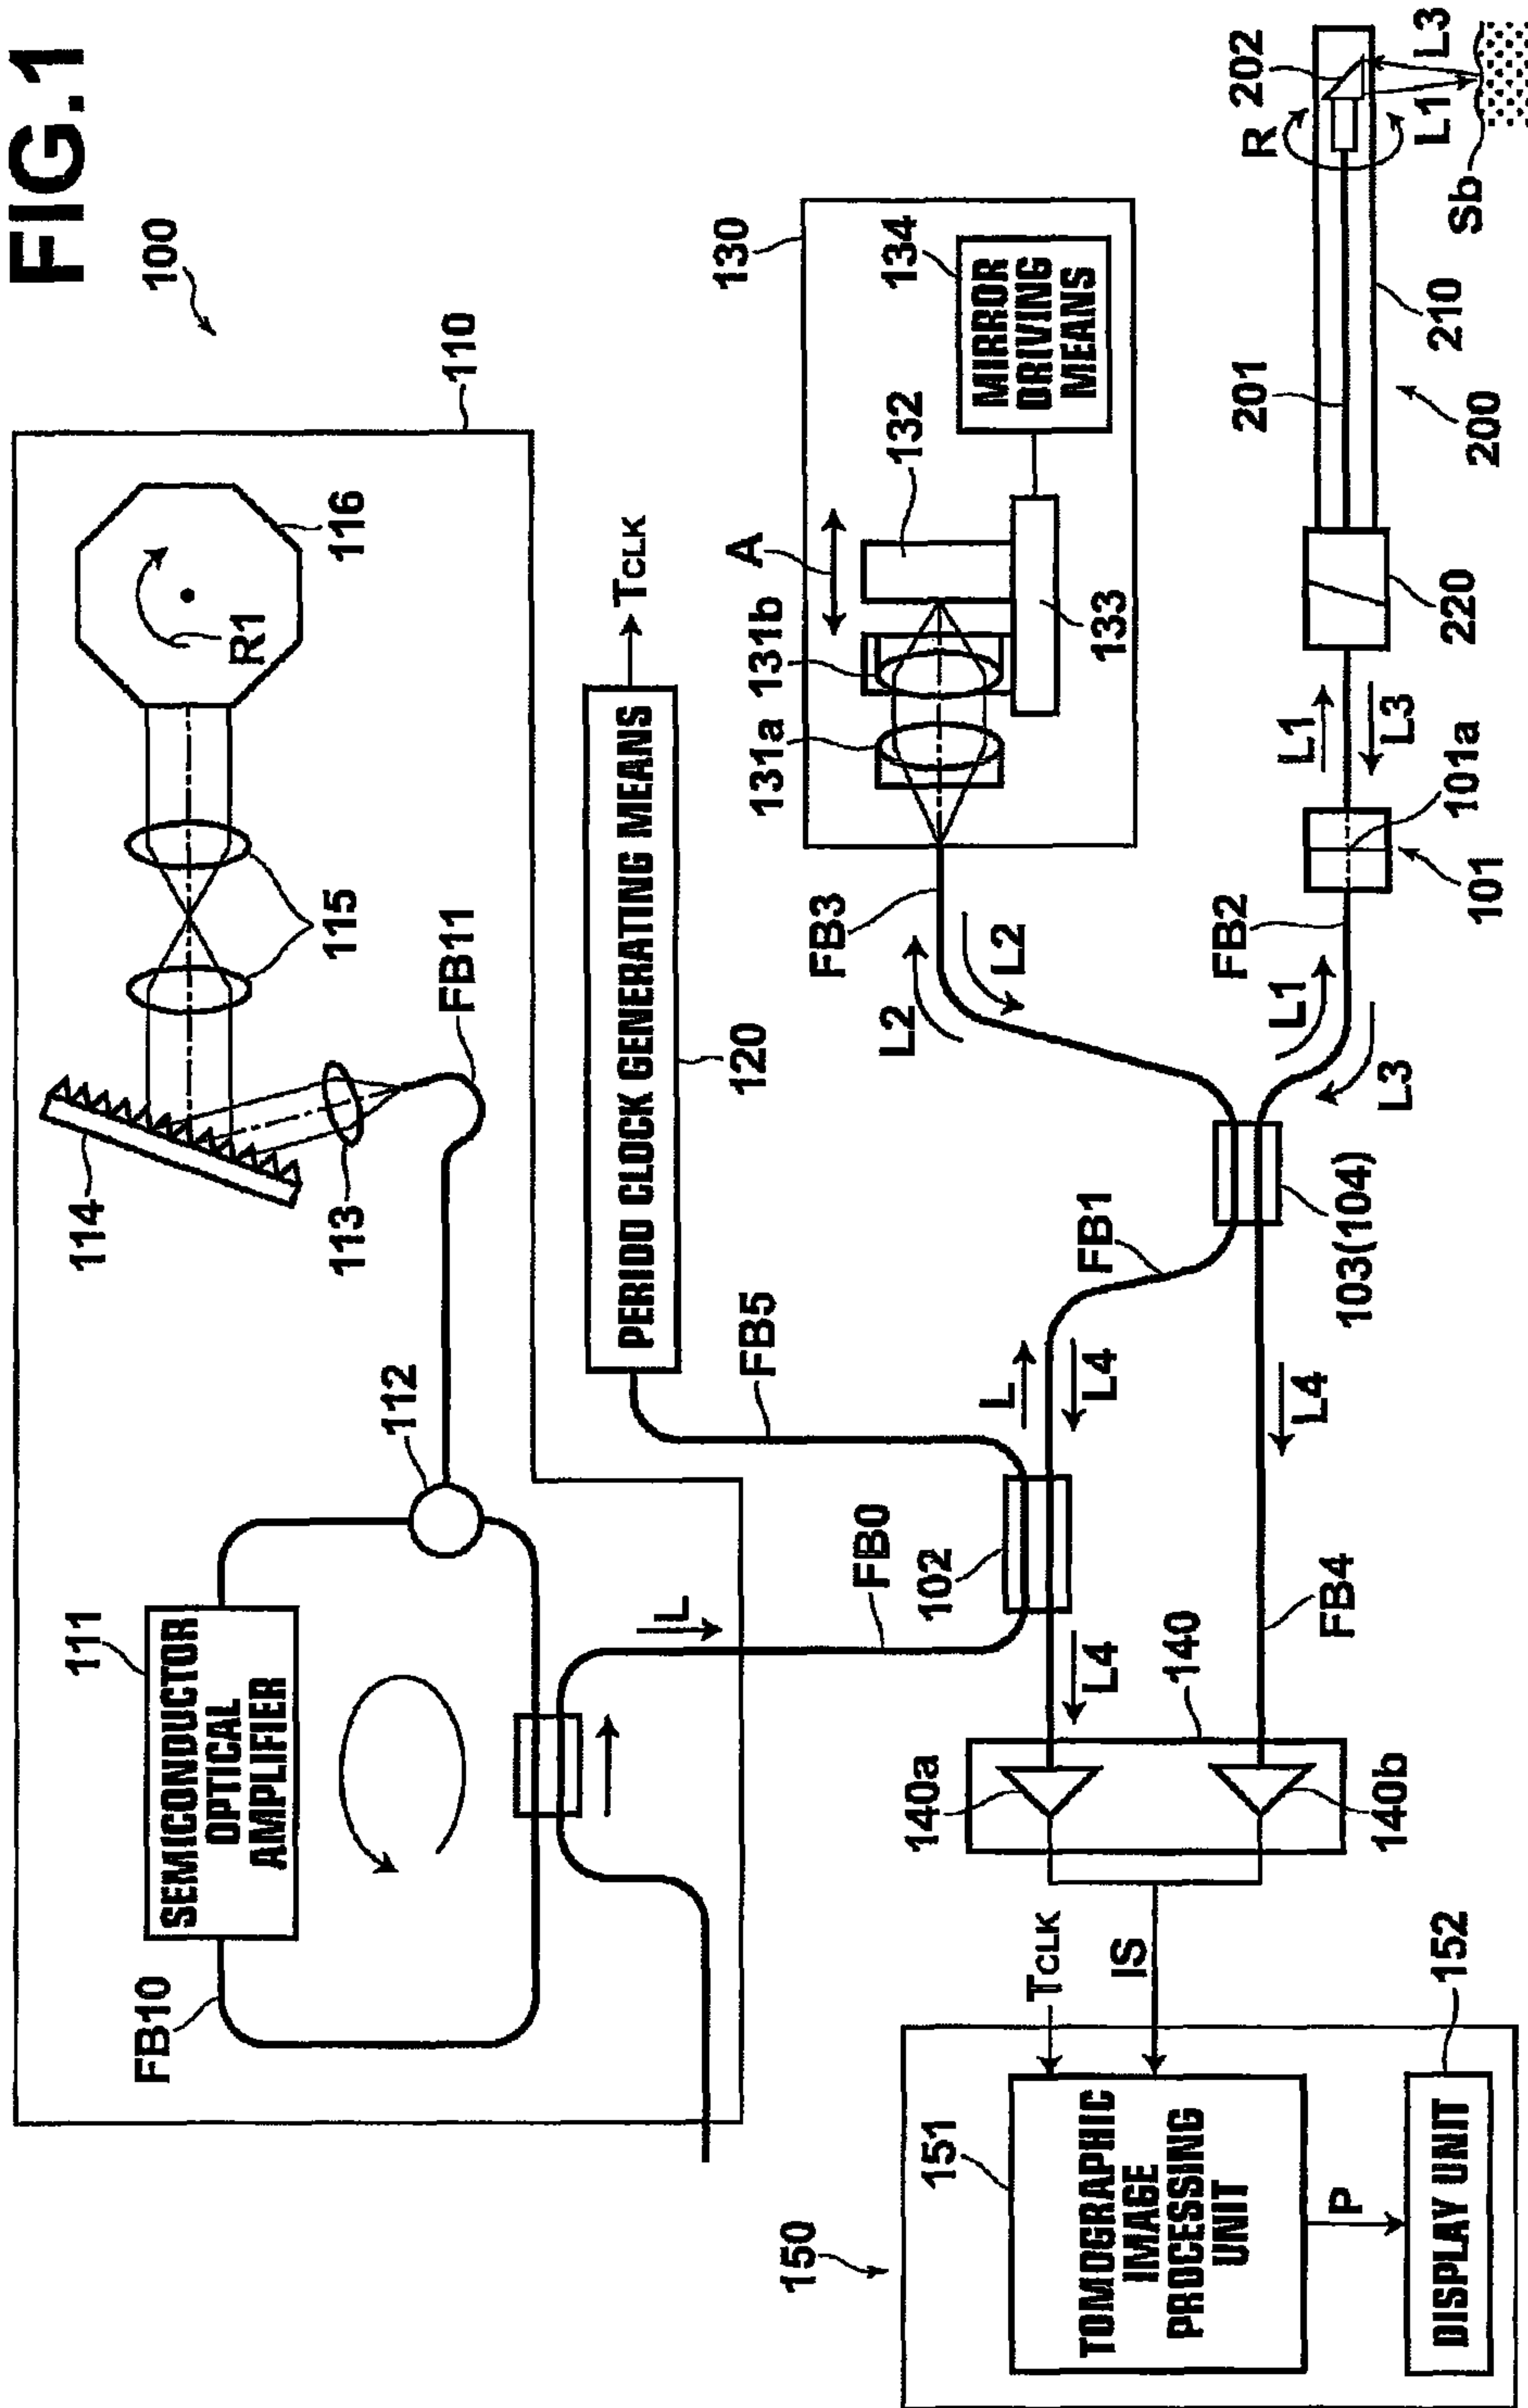 FIG.1
100
110
116
R1
115
114
113
FB11
112
111
SEMICONDUCTOR
OPTICAL
AMPLIFIER
FB10
L
PERIOD CLOCK GENERATING MEANS
TCLK
120
FB5
FB0
102
130
134
MIRROR
DRIVING
MEANS
132
A
131a
131b
133
FB3
L2
L2
FB1
L
L4
L4
103(104)
L1
L3
FB2
101
101a
L1
L3
220
200
201
210
R
202
L1
L3
Sb
FB4
L4
140
140a
140b
TCLK
IS
150
151
TOMOGRAPHIC
IMAGE
PROCESSING
UNIT
P
152
DISPLAY UNIT